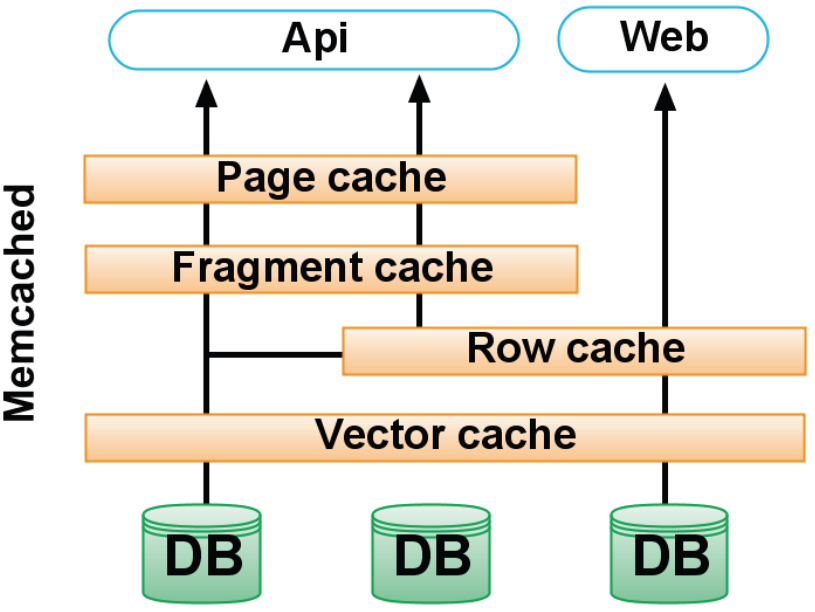 Api
Web
Memcached
Page cache
Fragment cache
Row cache
Vector cache
DB
DB
DB